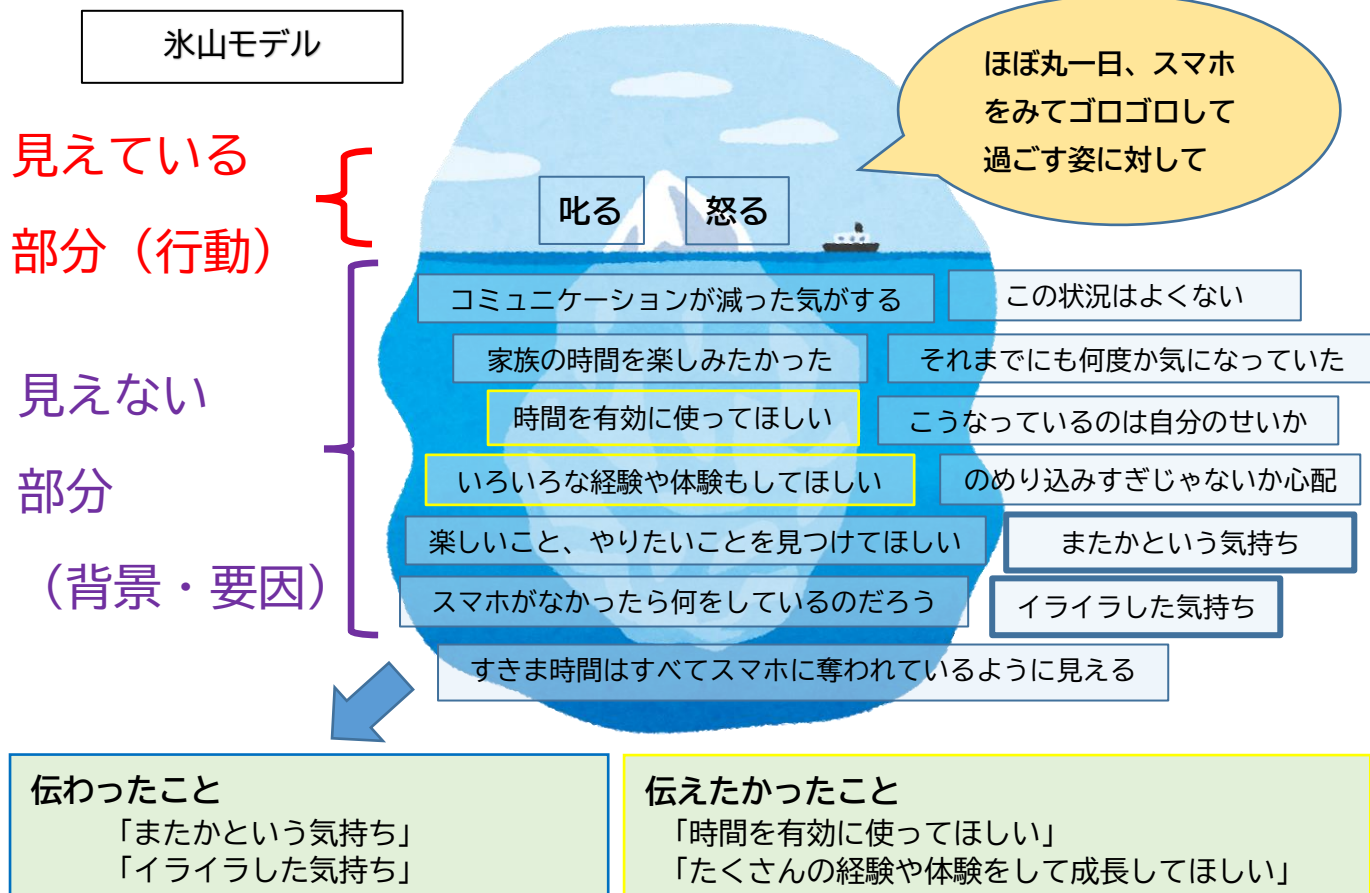 氷山モデル
ほぼ丸一日、スマホ
をみてゴロゴロして
過ごす姿に対して
見えている
部分（行動）
叱る
怒る
見えない
部分
（背景・要因）
コミュニケーションが減った気がする
この状況はよくない
家族の時間を楽しみたかった
それまでにも何度か気になっていた
時間を有効に使ってほしい
こうなっているのは自分のせいか
いろいろな経験や体験もしてほしい
のめり込みすぎじゃないか心配
楽しいこと、やりたいことを見つけてほしい
またかという気持ち
スマホがなかったら何をしているのだろう
イライラした気持ち
すきま時間はすべてスマホに奪われているように見える
伝わったこと
「またかという気持ち」
「イライラした気持ち」
伝えたかったこと
「時間を有効に使ってほしい」
「たくさんの経験や体験をして成長してほしい」